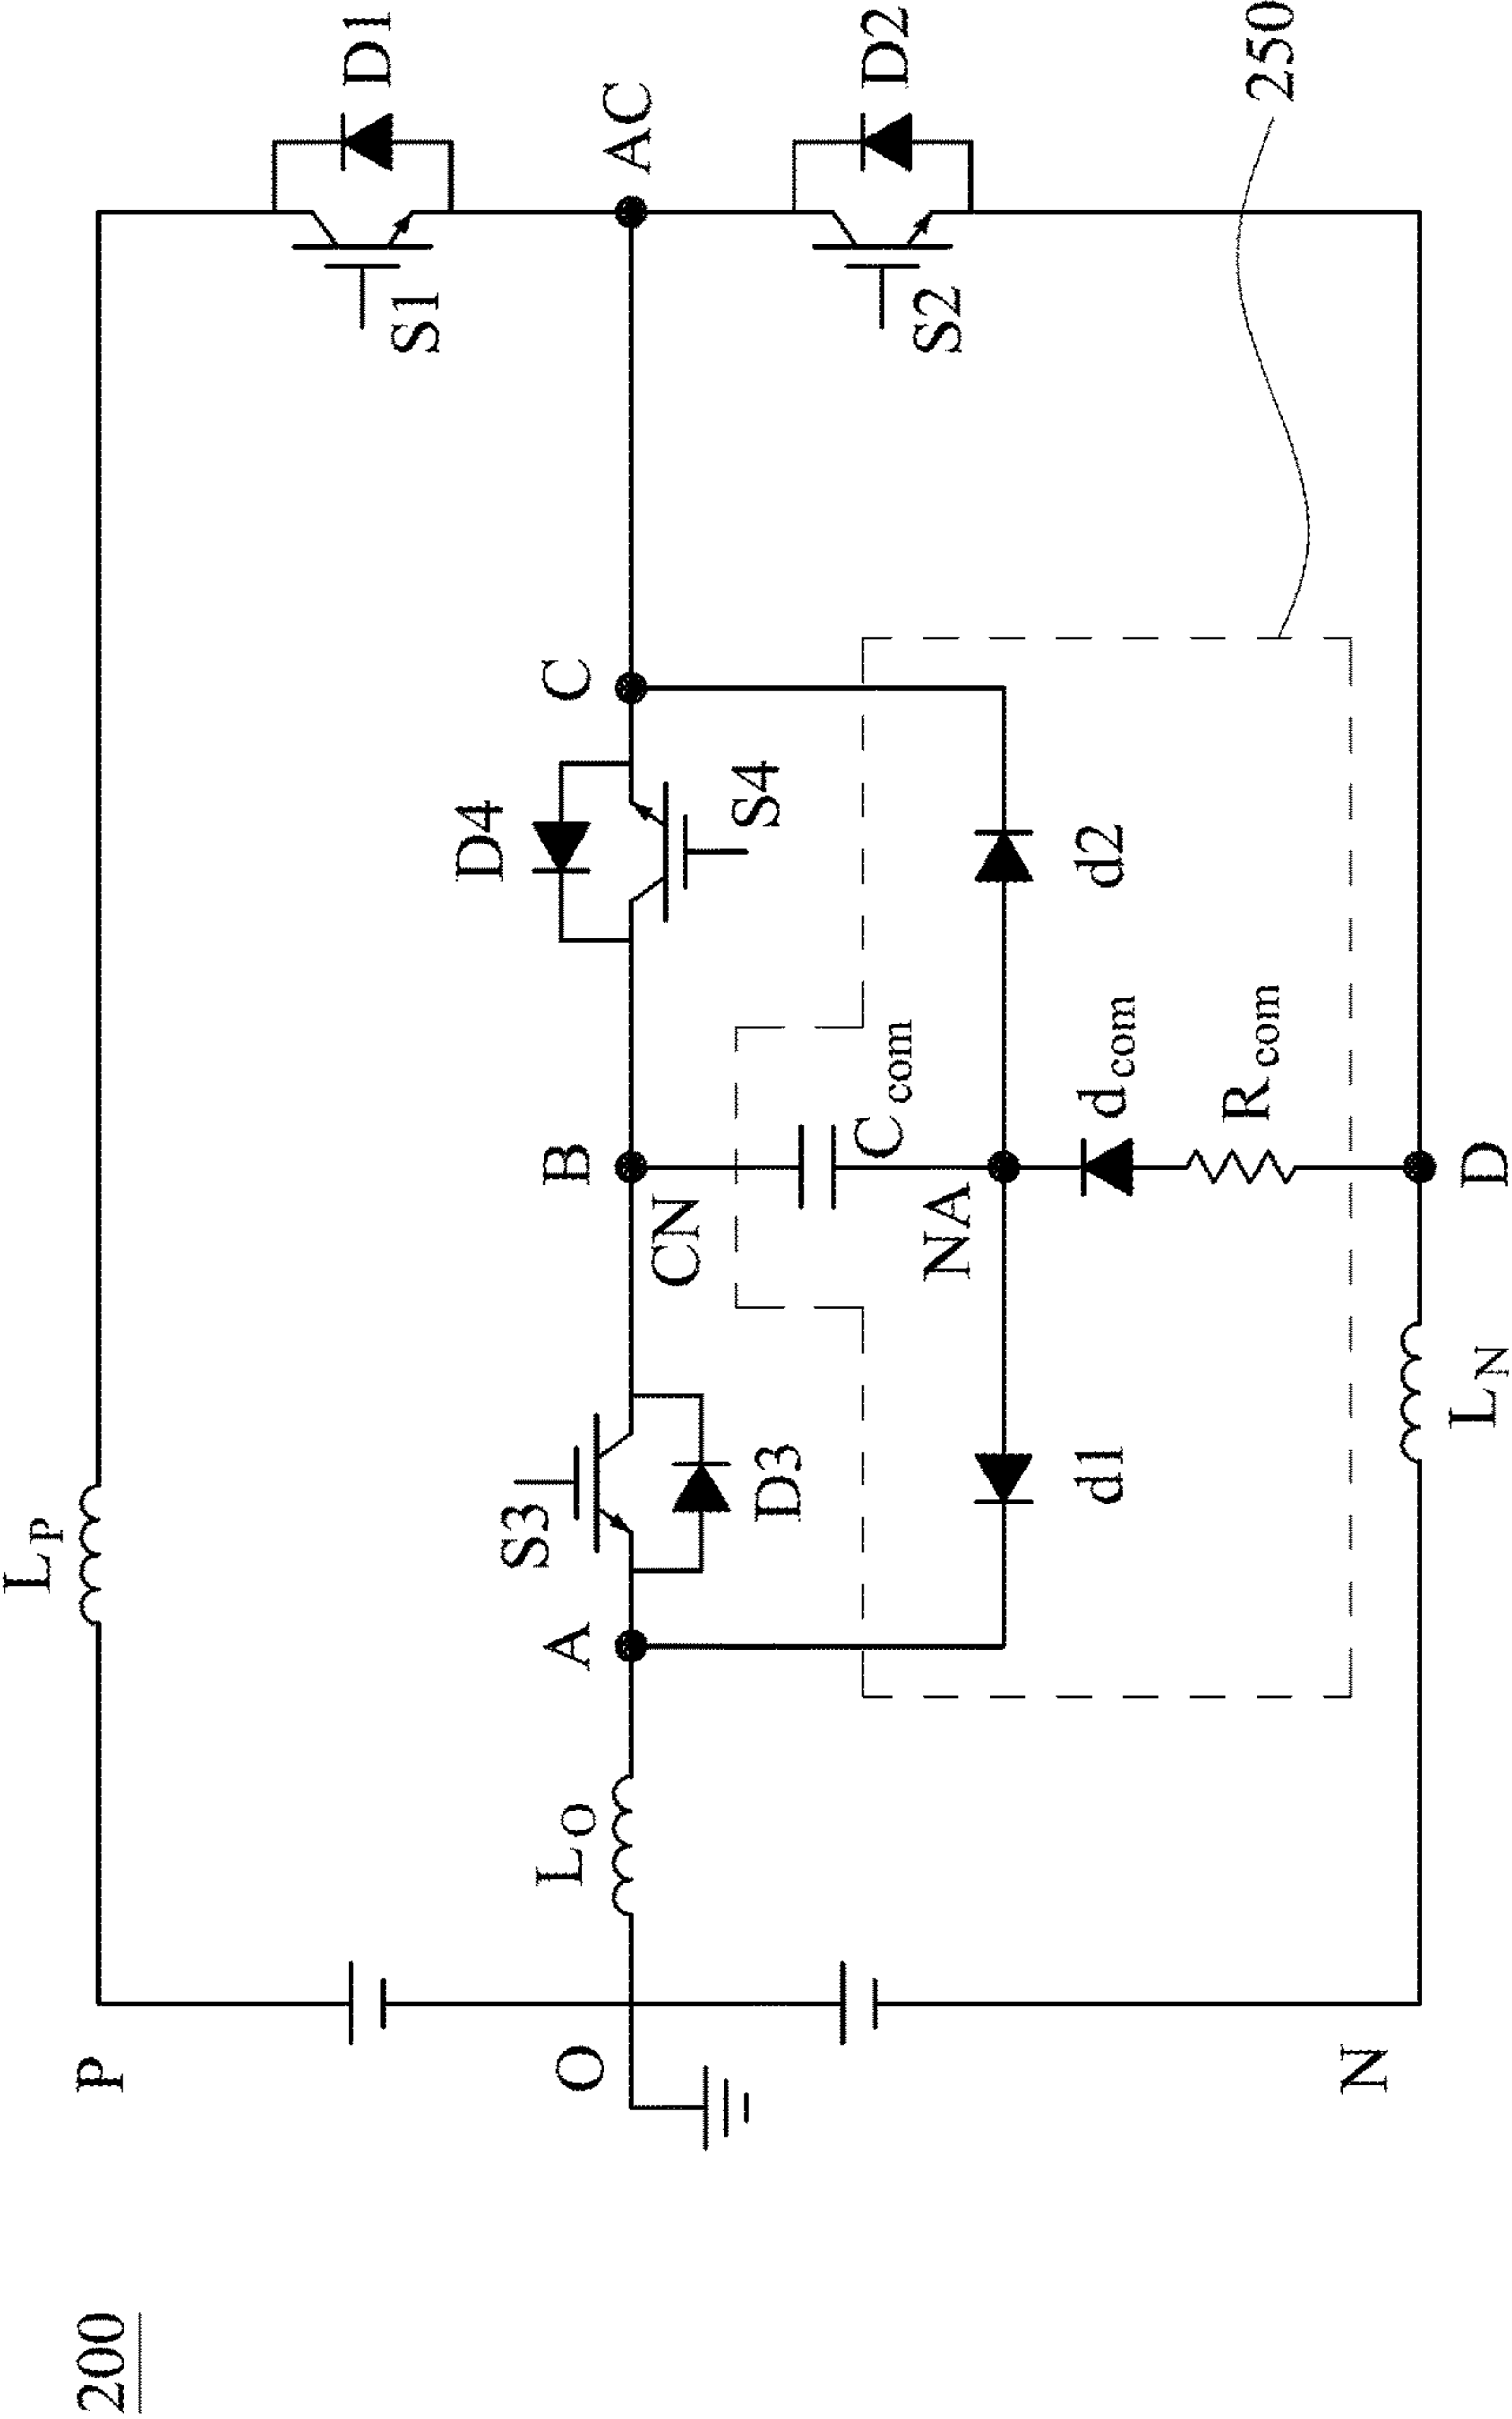 200
P
L_P
D1
S1
O
L_O
A
S3
D3
B
CN
D4
S4
C
AC
D2
S2
C_com
NA
d1
d2
d_com
R_com
250
N
L_N
D